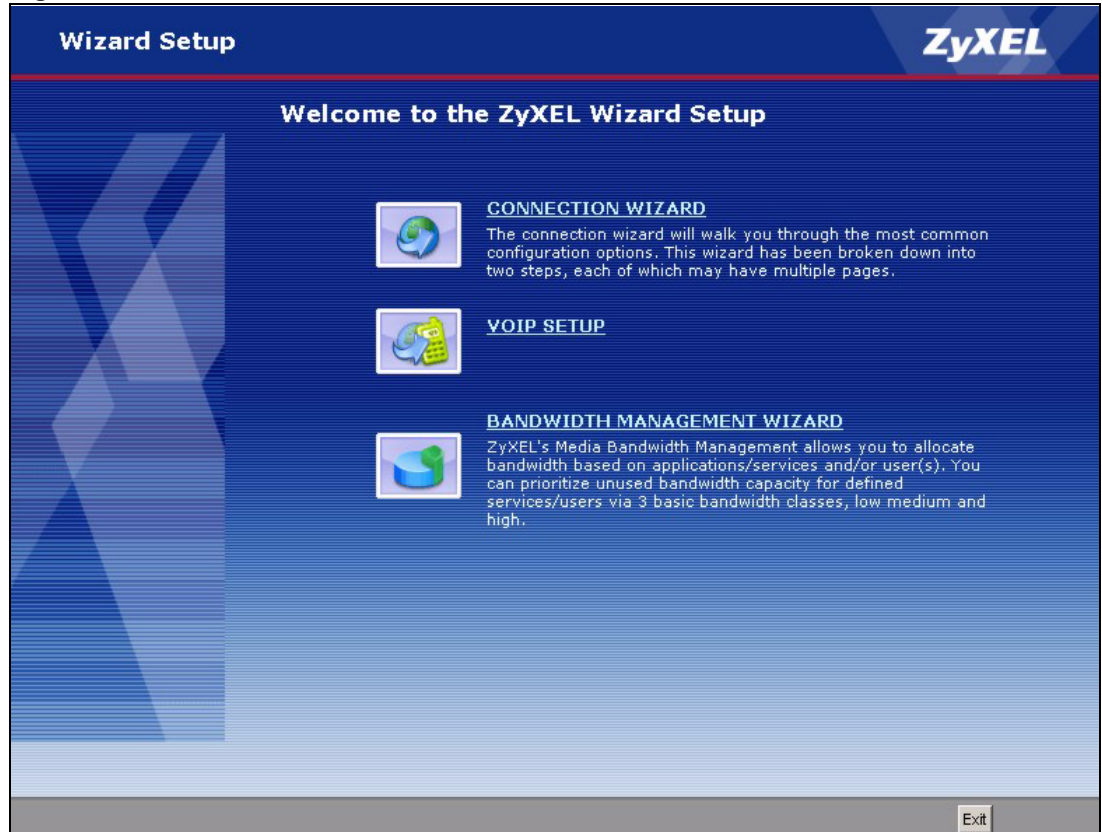 Wizard Setup
ZyXEL
Welcome to the ZyXEL Wizard Setup
CONNECTION WIZARD
The connection wizard will walk you through the most common
configuration options. This wizard has been broken down into
two steps, each of which may have multiple pages.
VOIP SETUP
BANDWIDTH MANAGEMENT WIZARD
ZyXEL's Media Bandwidth Management allows you to allocate
bandwidth based on applications/services and/or user(s). You
can prioritize unused bandwidth capacity for defined
services/users via 3 basic bandwidth classes, low medium and
high.
Exit